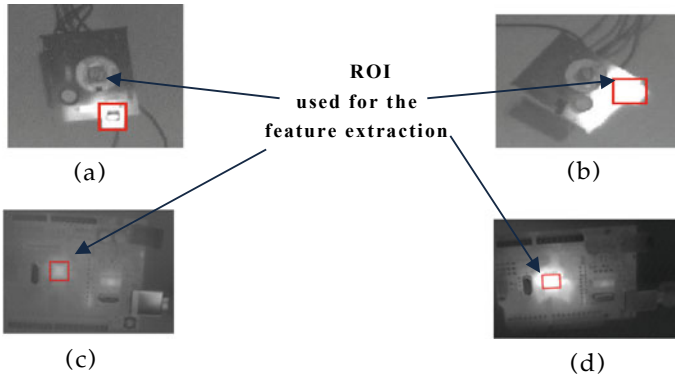 ROI
used for the
feature extraction
(a)
(b)
(c)
(d)